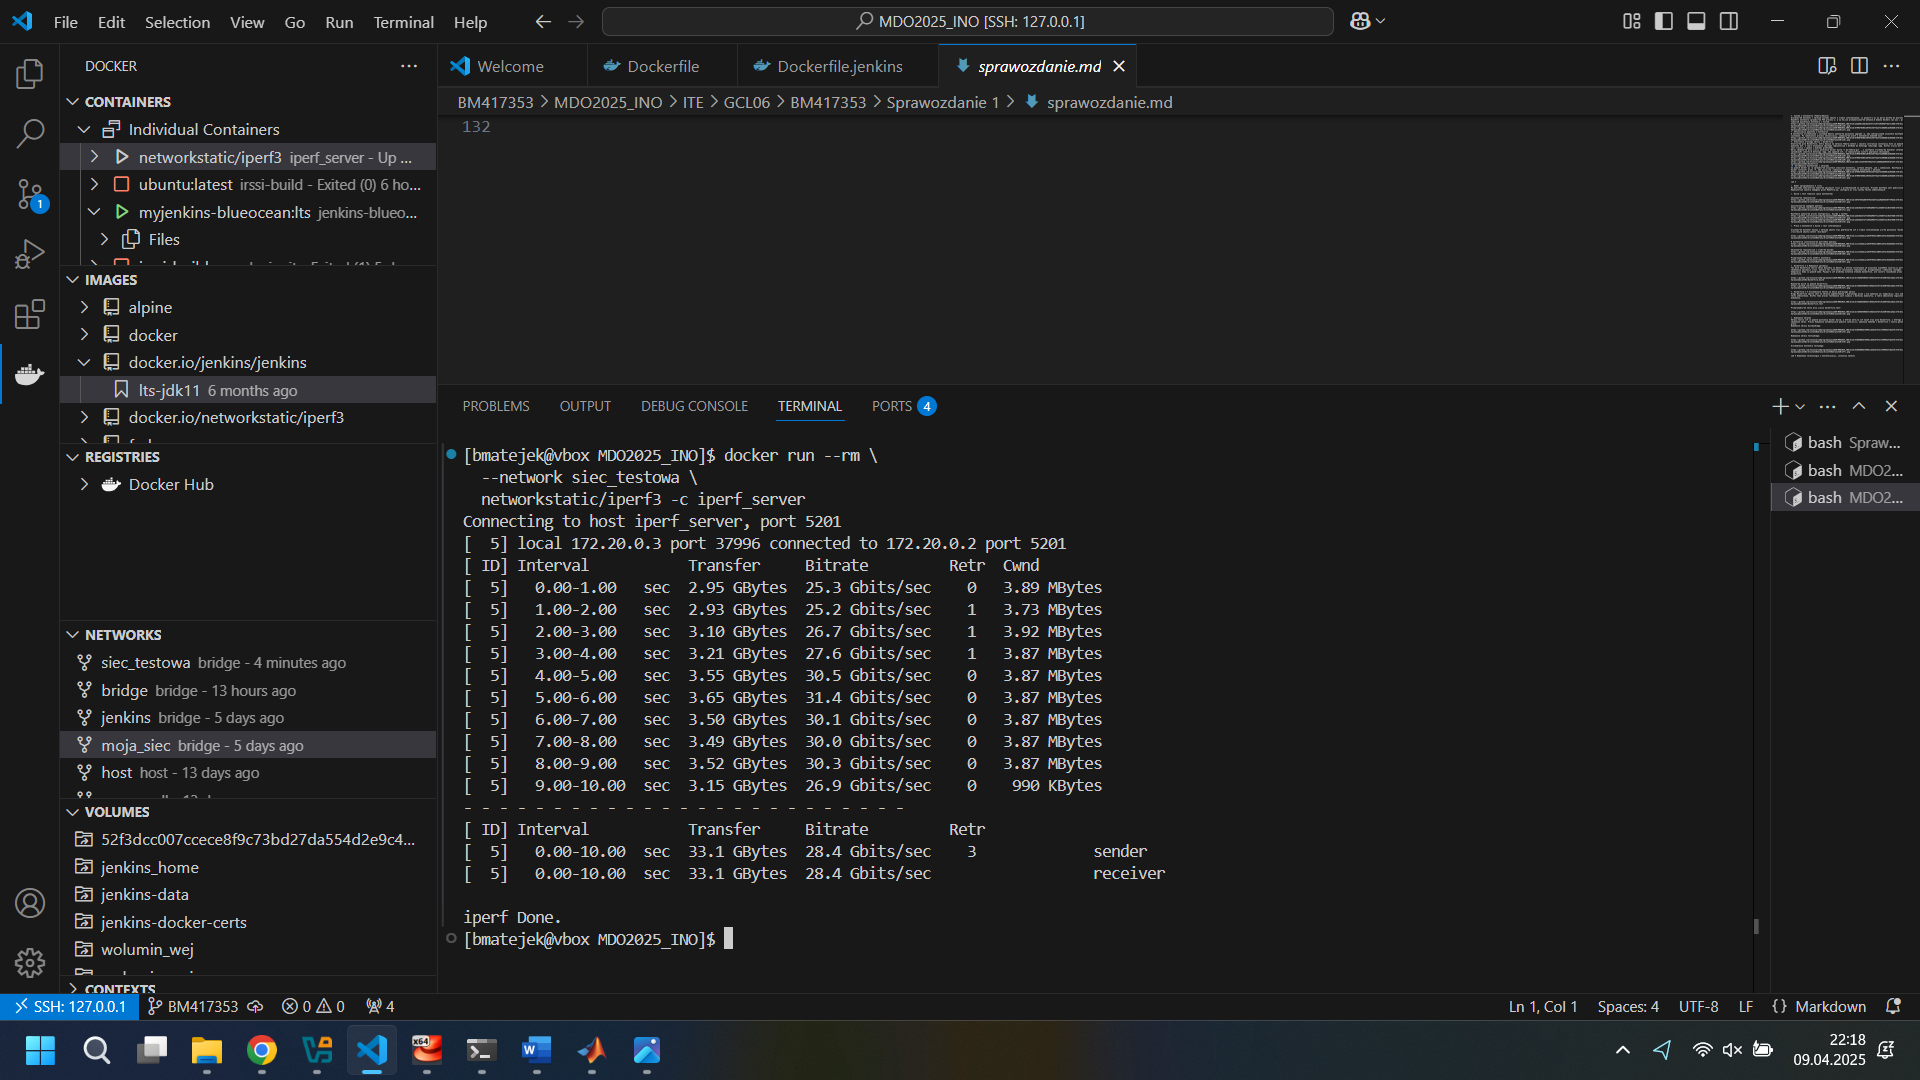 File Edit Selection View Go Run Terminal Help
MDO2025_INO [SSH: 127.0.0.1]
DOCKER
CONTAINERS
Individual Containers
networkstatic/iperf3 iperf_server - Up ...
ubuntu:latest irssi-build - Exited (0) 6 ho...
myjenkins-blueocean:lts jenkins-blueo...
Files
IMAGES
alpine
docker
docker.io/jenkins/jenkins
lts-jdk11 6 months ago
docker.io/networkstatic/iperf3
REGISTRIES
Docker Hub
NETWORKS
siec_testowa bridge - 4 minutes ago
bridge bridge - 13 hours ago
jenkins bridge - 5 days ago
moja_siec bridge - 5 days ago
host host - 13 days ago
VOLUMES
52f3dcc007ccece8f9c73bd27da554d2e9c4...
jenkins_home
jenkins-data
jenkins-docker-certs
wolumin_wej
CONTEXTS
1
Welcome Dockerfile Dockerfile.jenkins sprawozdanie.md
BM417353 > MDO2025_INO > ITE > GCL06 > BM417353 > Sprawozdanie 1 > sprawozdanie.md
132
PROBLEMS OUTPUT DEBUG CONSOLE TERMINAL PORTS 4
[bmatejek@vbox MDO2025_INO]$ docker run --rm \
--network siec_testowa \
networkstatic/iperf3 -c iperf_server
Connecting to host iperf_server, port 5201
[  5] local 172.20.0.3 port 37996 connected to 172.20.0.2 port 5201
[ ID] Interval           Transfer     Bitrate         Retr  Cwnd
[  5]   0.00-1.00   sec  2.95 GBytes  25.3 Gbits/sec    0   3.89 MBytes
[  5]   1.00-2.00   sec  2.93 GBytes  25.2 Gbits/sec    1   3.73 MBytes
[  5]   2.00-3.00   sec  3.10 GBytes  26.7 Gbits/sec    1   3.92 MBytes
[  5]   3.00-4.00   sec  3.21 GBytes  27.6 Gbits/sec    1   3.87 MBytes
[  5]   4.00-5.00   sec  3.55 GBytes  30.5 Gbits/sec    0   3.87 MBytes
[  5]   5.00-6.00   sec  3.65 GBytes  31.4 Gbits/sec    0   3.87 MBytes
[  5]   6.00-7.00   sec  3.50 GBytes  30.1 Gbits/sec    0   3.87 MBytes
[  5]   7.00-8.00   sec  3.49 GBytes  30.0 Gbits/sec    0   3.87 MBytes
[  5]   8.00-9.00   sec  3.52 GBytes  30.3 Gbits/sec    0   3.87 MBytes
[  5]   9.00-10.00  sec  3.15 GBytes  26.9 Gbits/sec    0    990 KBytes
- - - - - - - - - - - - - - - - - - - - - - - - -
[ ID] Interval           Transfer     Bitrate         Retr
[  5]   0.00-10.00  sec  33.1 GBytes  28.4 Gbits/sec    3             sender
[  5]   0.00-10.00  sec  33.1 GBytes  28.4 Gbits/sec                  receiver
iperf Done.
[bmatejek@vbox MDO2025_INO]$
bash Spraw...
bash MDO2...
bash MDO2...
SSH: 127.0.0.1 BM417353 0 0 4
Ln 1, Col 1 Spaces: 4 UTF-8 LF {} Markdown
x64
22:18
09.04.2025